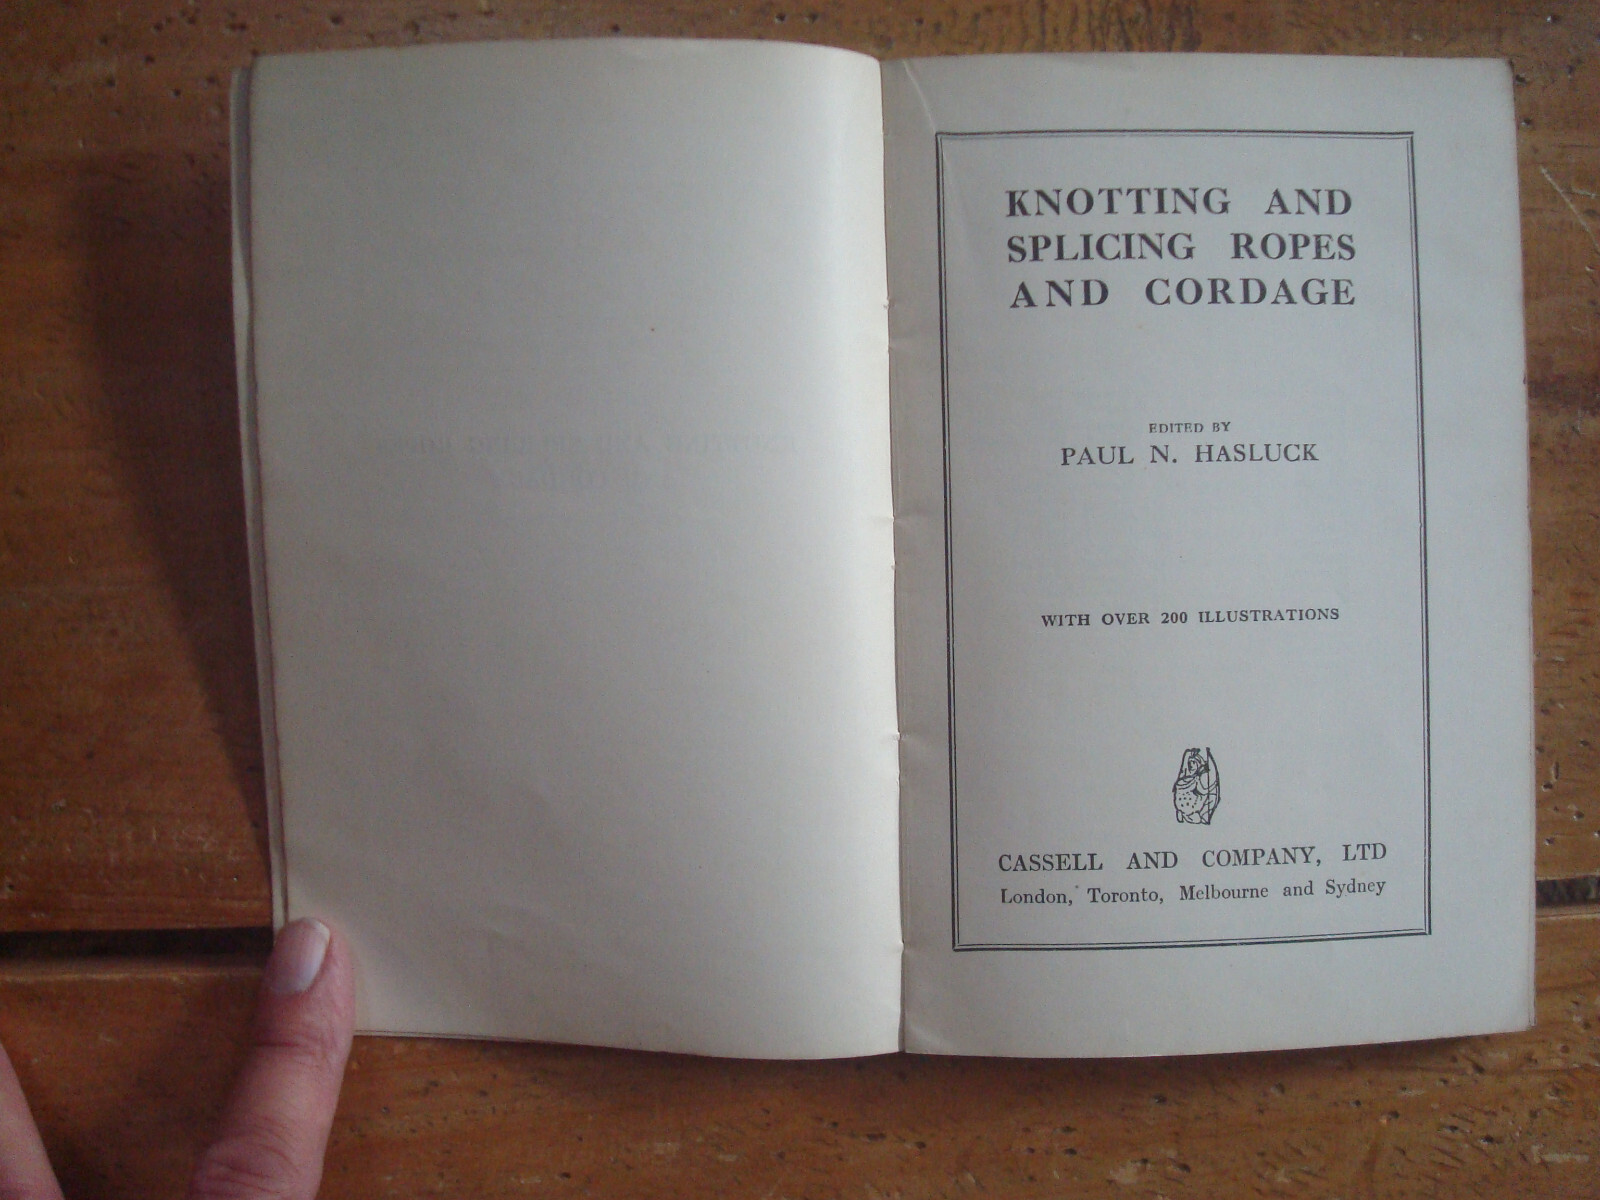 KNOTTING AND
SPLICING ROPES
AND CORDAGE
EDITED BY
PAUL N. HASLUCK
WITH OVER 200 ILLUSTRATIONS
CASSELL AND COMPANY, LTD
London, Toronto, Melbourne and Sydney